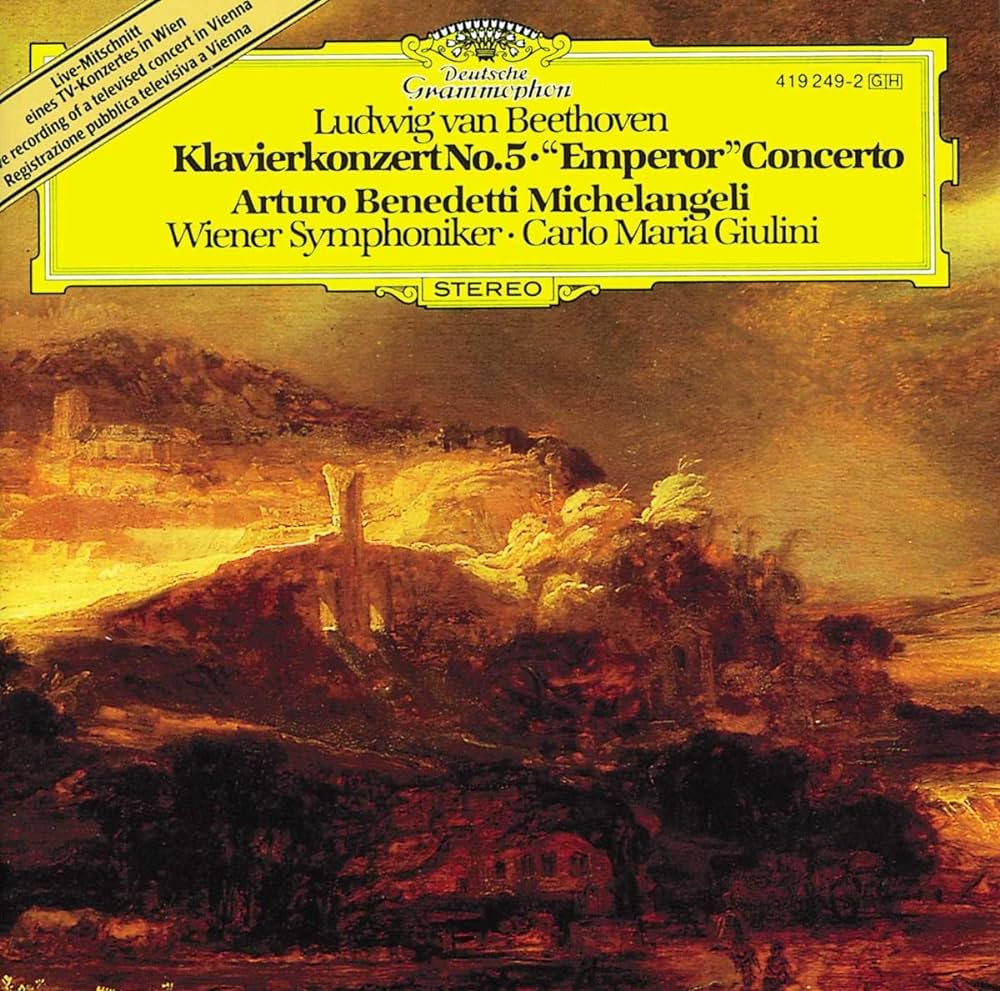 Live-Mitschnitt
eines TV-Konzertes in Wien
recording of a televised concert in Vienna
Registrazione pubblica televisiva a Vienna
Deutsche
Grammophon
419 249-2 GH
Ludwig van Beethoven
Klavierkonzert No. 5 · “Emperor” Concerto
Arturo Benedetti Michelangeli
Wiener Symphoniker · Carlo Maria Giulini
STEREO